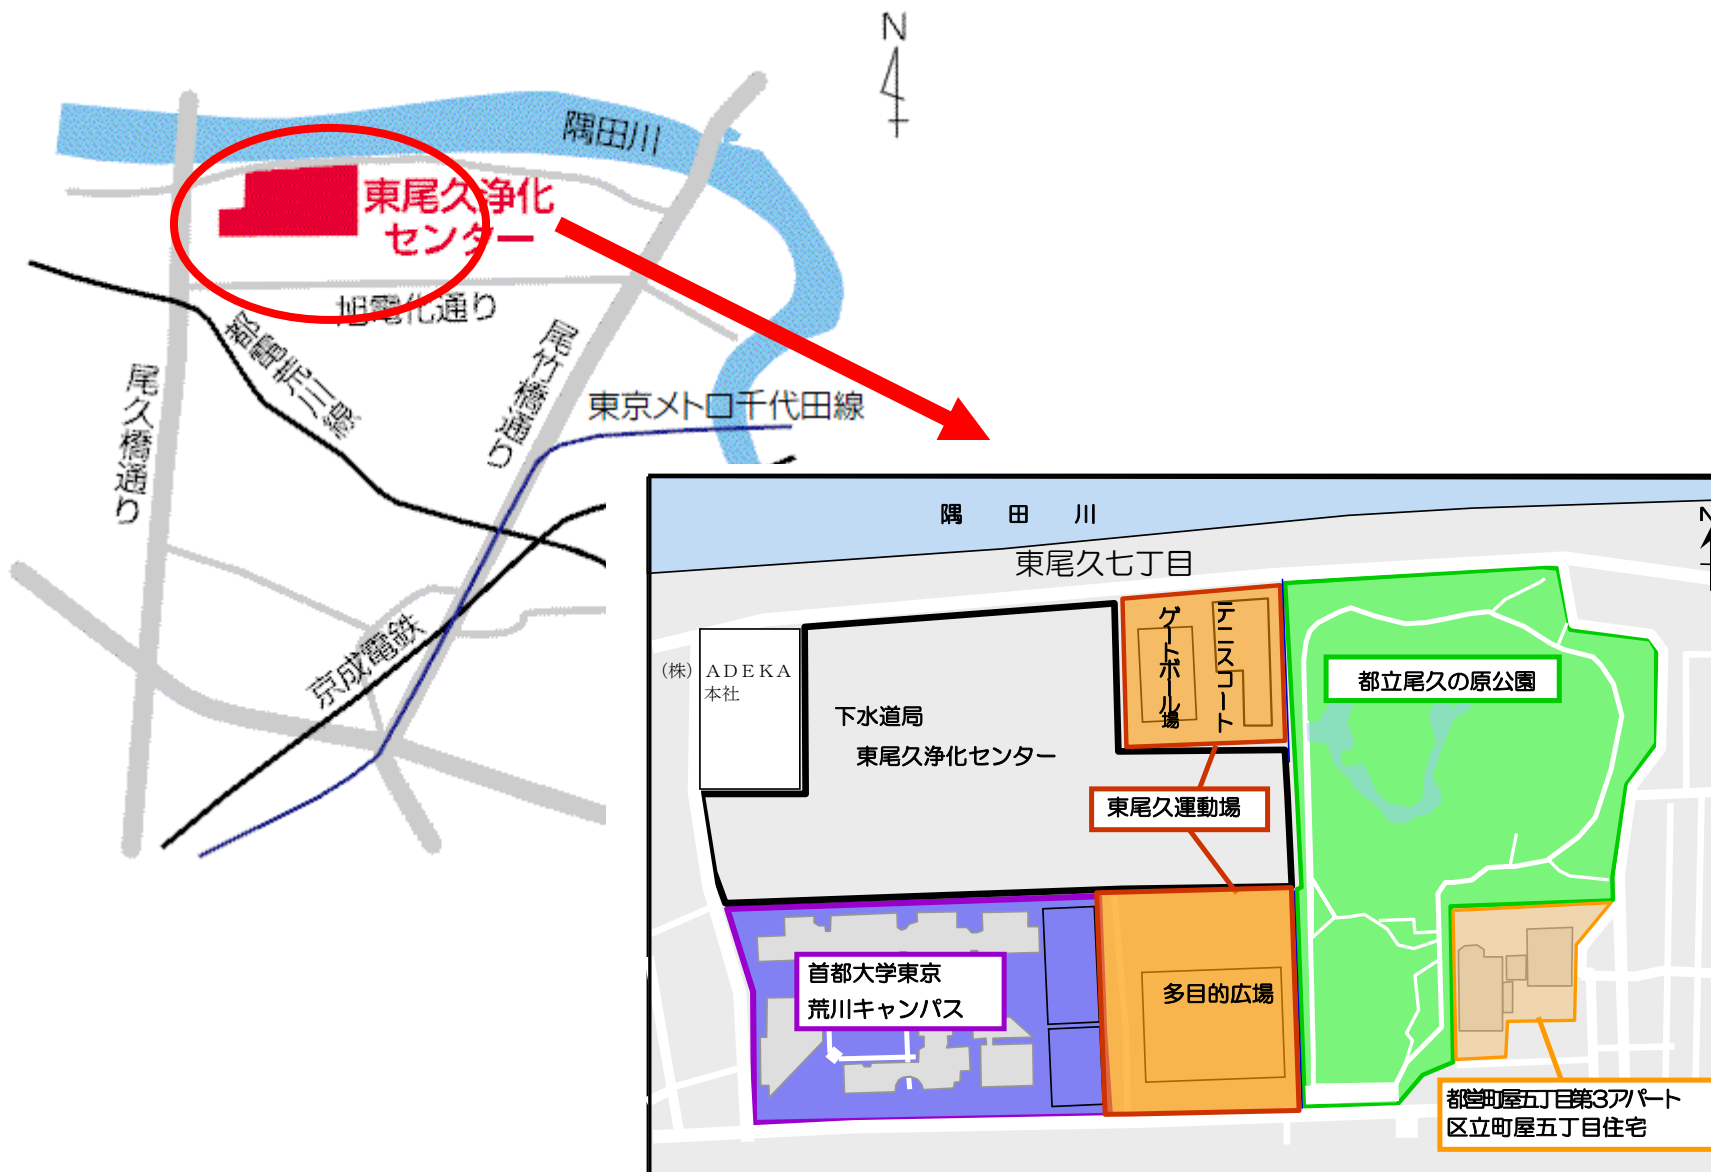 N
隅田川
東尾久浄化
センター
旭電化通り
都電荒川線
尾久橋通り
尾竹橋通り
東京メトロ千代田線
京成電鉄
隅田川
N
東尾久七丁目
ゲートボール場
テニスコート
(株) ADEKA
本社
都立尾久の原公園
下水道局
東尾久浄化センター
東尾久運動場
首都大学東京
荒川キャンパス
多目的広場
都営町屋五丁目第3アパート
区立町屋五丁目住宅